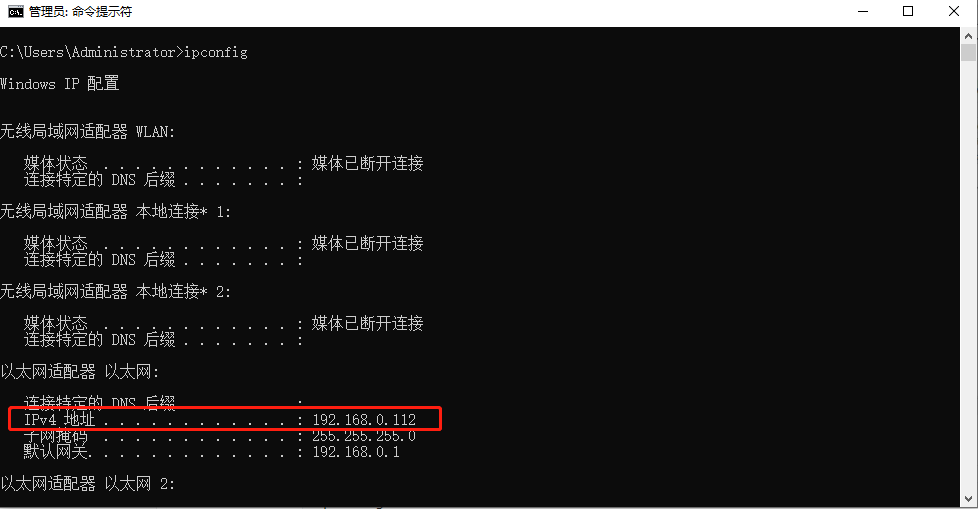 管理员: 命令提示符
C:\Users\Administrator>ipconfig
Windows IP 配置
无线局域网适配器 WLAN:
媒体状态 . . . . . . . . . . . . : 媒体已断开连接
连接特定的 DNS 后缀 . . . . . . . :
无线局域网适配器 本地连接* 1:
媒体状态 . . . . . . . . . . . . : 媒体已断开连接
连接特定的 DNS 后缀 . . . . . . . :
无线局域网适配器 本地连接* 2:
媒体状态 . . . . . . . . . . . . : 媒体已断开连接
连接特定的 DNS 后缀 . . . . . . . :
以太网适配器 以太网:
连接特定的 DNS 后缀 . . . . . . . :
IPv4 地址 . . . . . . . . . . . . : 192.168.0.112
子网掩码 . . . . . . . . . . . . : 255.255.255.0
默认网关. . . . . . . . . . . . . : 192.168.0.1
以太网适配器 以太网 2: